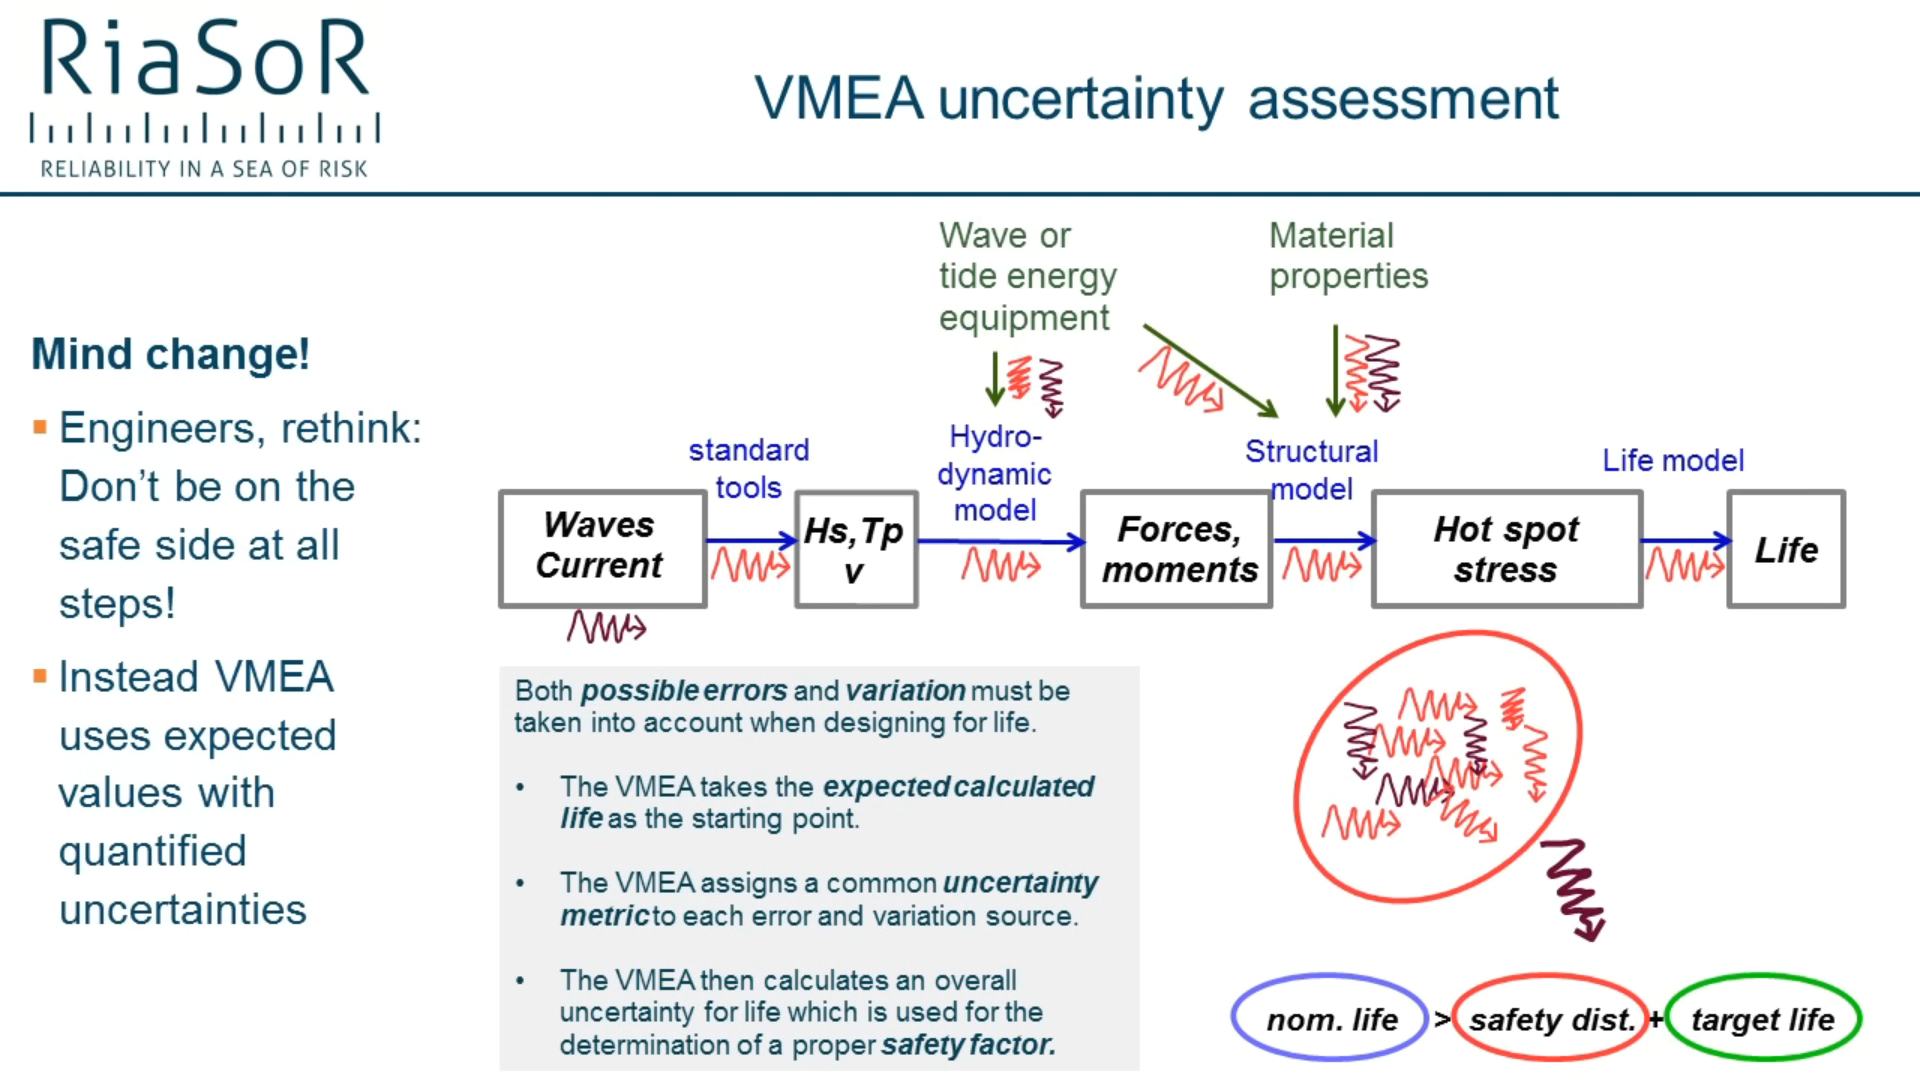 RiaSoR
RELIABILITY IN A SEA OF RISK
VMEA uncertainty assessment
Mind change!
Engineers, rethink:
Don't be on the
safe side at all
steps!
Instead VMEA
uses expected
values with
quantified
uncertainties
Wave or
tide energy
equipment
Material
properties
standard
tools
Hydro-
dynamic
model
Structural
model
Life model
Waves
Current
Hs,Tp
v
Forces,
moments
Hot spot
stress
Life
Both possible errors and variation must be
taken into account when designing for life.
• The VMEA takes the expected calculated
life as the starting point.
• The VMEA assigns a common uncertainty
metric to each error and variation source.
• The VMEA then calculates an overall
uncertainty for life which is used for the
determination of a proper safety factor.
nom. life > safety dist. + target life